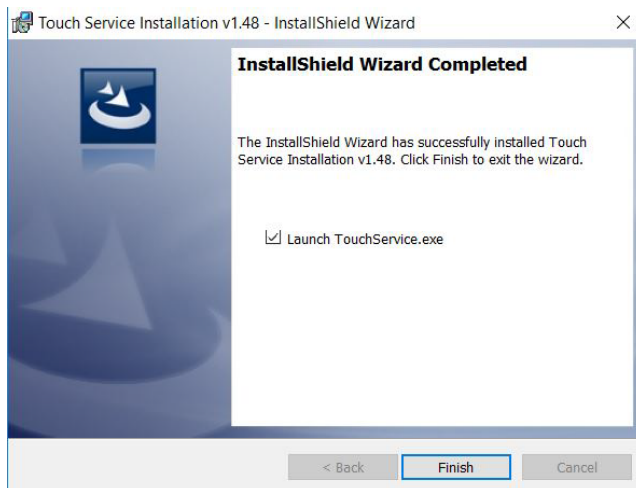 Touch Service Installation v1.48 - InstallShield Wizard
InstallShield Wizard Completed
The InstallShield Wizard has successfully installed Touch
Service Installation v1.48. Click Finish to exit the wizard.
Launch TouchService.exe
< Back Finish Cancel